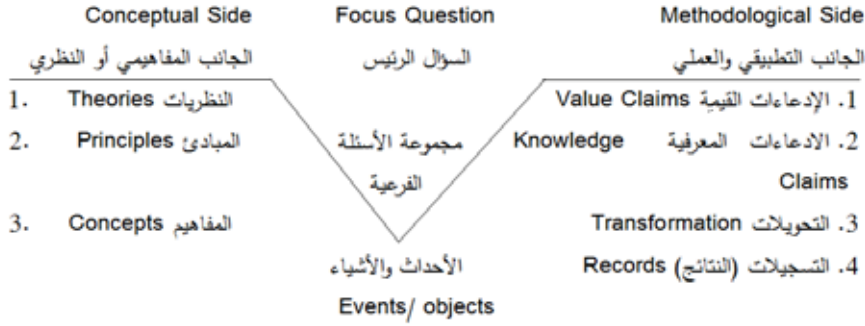 Conceptual Side Focus Question Methodological Side
الجانب المفاهيمي أو النظري السؤال الرئيس الجانب التطبيقي والعملي
1. Theories النظريات
1. الإدعاءات القيمِة Value Claims
2. Principles المبادئ
مجموعة الأسئلة
2. الادعاءات المعرفية Knowledge
الفرعية
Claims
3. Concepts المفاهيم
3. التحويلات Transformation
الأحداث والأشياء
4. التسجيلات (النتائج) Records
Events/ objects